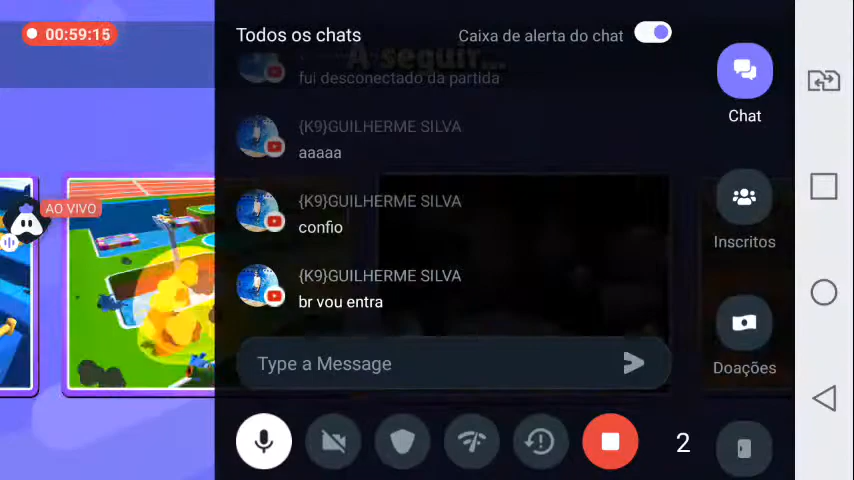 00:59:15
Todos os chats
Caixa de alerta do chat
A seguir...
fui desconectado da partida
Chat
{K9}GUILHERME SILVA
aaaaa
AO VIVO
{K9}GUILHERME SILVA
confio
Inscritos
{K9}GUILHERME SILVA
br vou entra
Type a Message
Doações
2